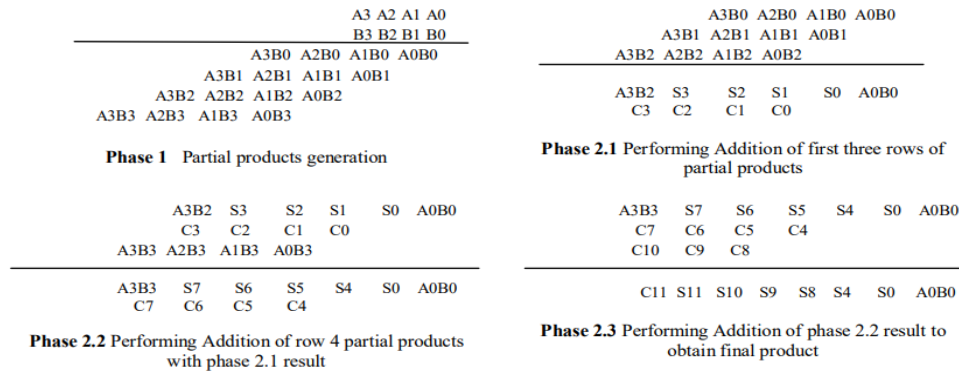 A3 A2 A1 A0
B3 B2 B1 B0
A3B0 A2B0 A1B0 A0B0
A3B1 A2B1 A1B1 A0B1
A3B2 A2B2 A1B2 A0B2
A3B3 A2B3 A1B3 A0B3
Phase 1 Partial products generation
A3B0 A2B0 A1B0 A0B0
A3B1 A2B1 A1B1 A0B1
A3B2 A2B2 A1B2 A0B2
A3B2 S3 S2 S1 S0 A0B0
C3 C2 C1 C0
Phase 2.1 Performing Addition of first three rows of
partial products
A3B2 S3 S2 S1 S0 A0B0
C3 C2 C1 C0
A3B3 A2B3 A1B3 A0B3
A3B3 S7 S6 S5 S4 S0 A0B0
C7 C6 C5 C4
Phase 2.2 Performing Addition of row 4 partial products
with phase 2.1 result
A3B3 S7 S6 S5 S4 S0 A0B0
C7 C6 C5 C4
C10 C9 C8
C11 S11 S10 S9 S8 S4 S0 A0B0
Phase 2.3 Performing Addition of phase 2.2 result to
obtain final product